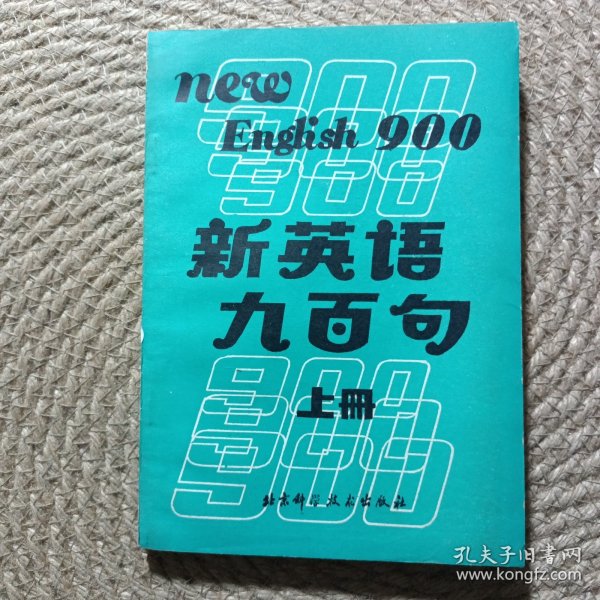 new
English 900
新英语
九百句
上冊
北京科学技术出版社
孔夫子旧书网
www.kongfz.com